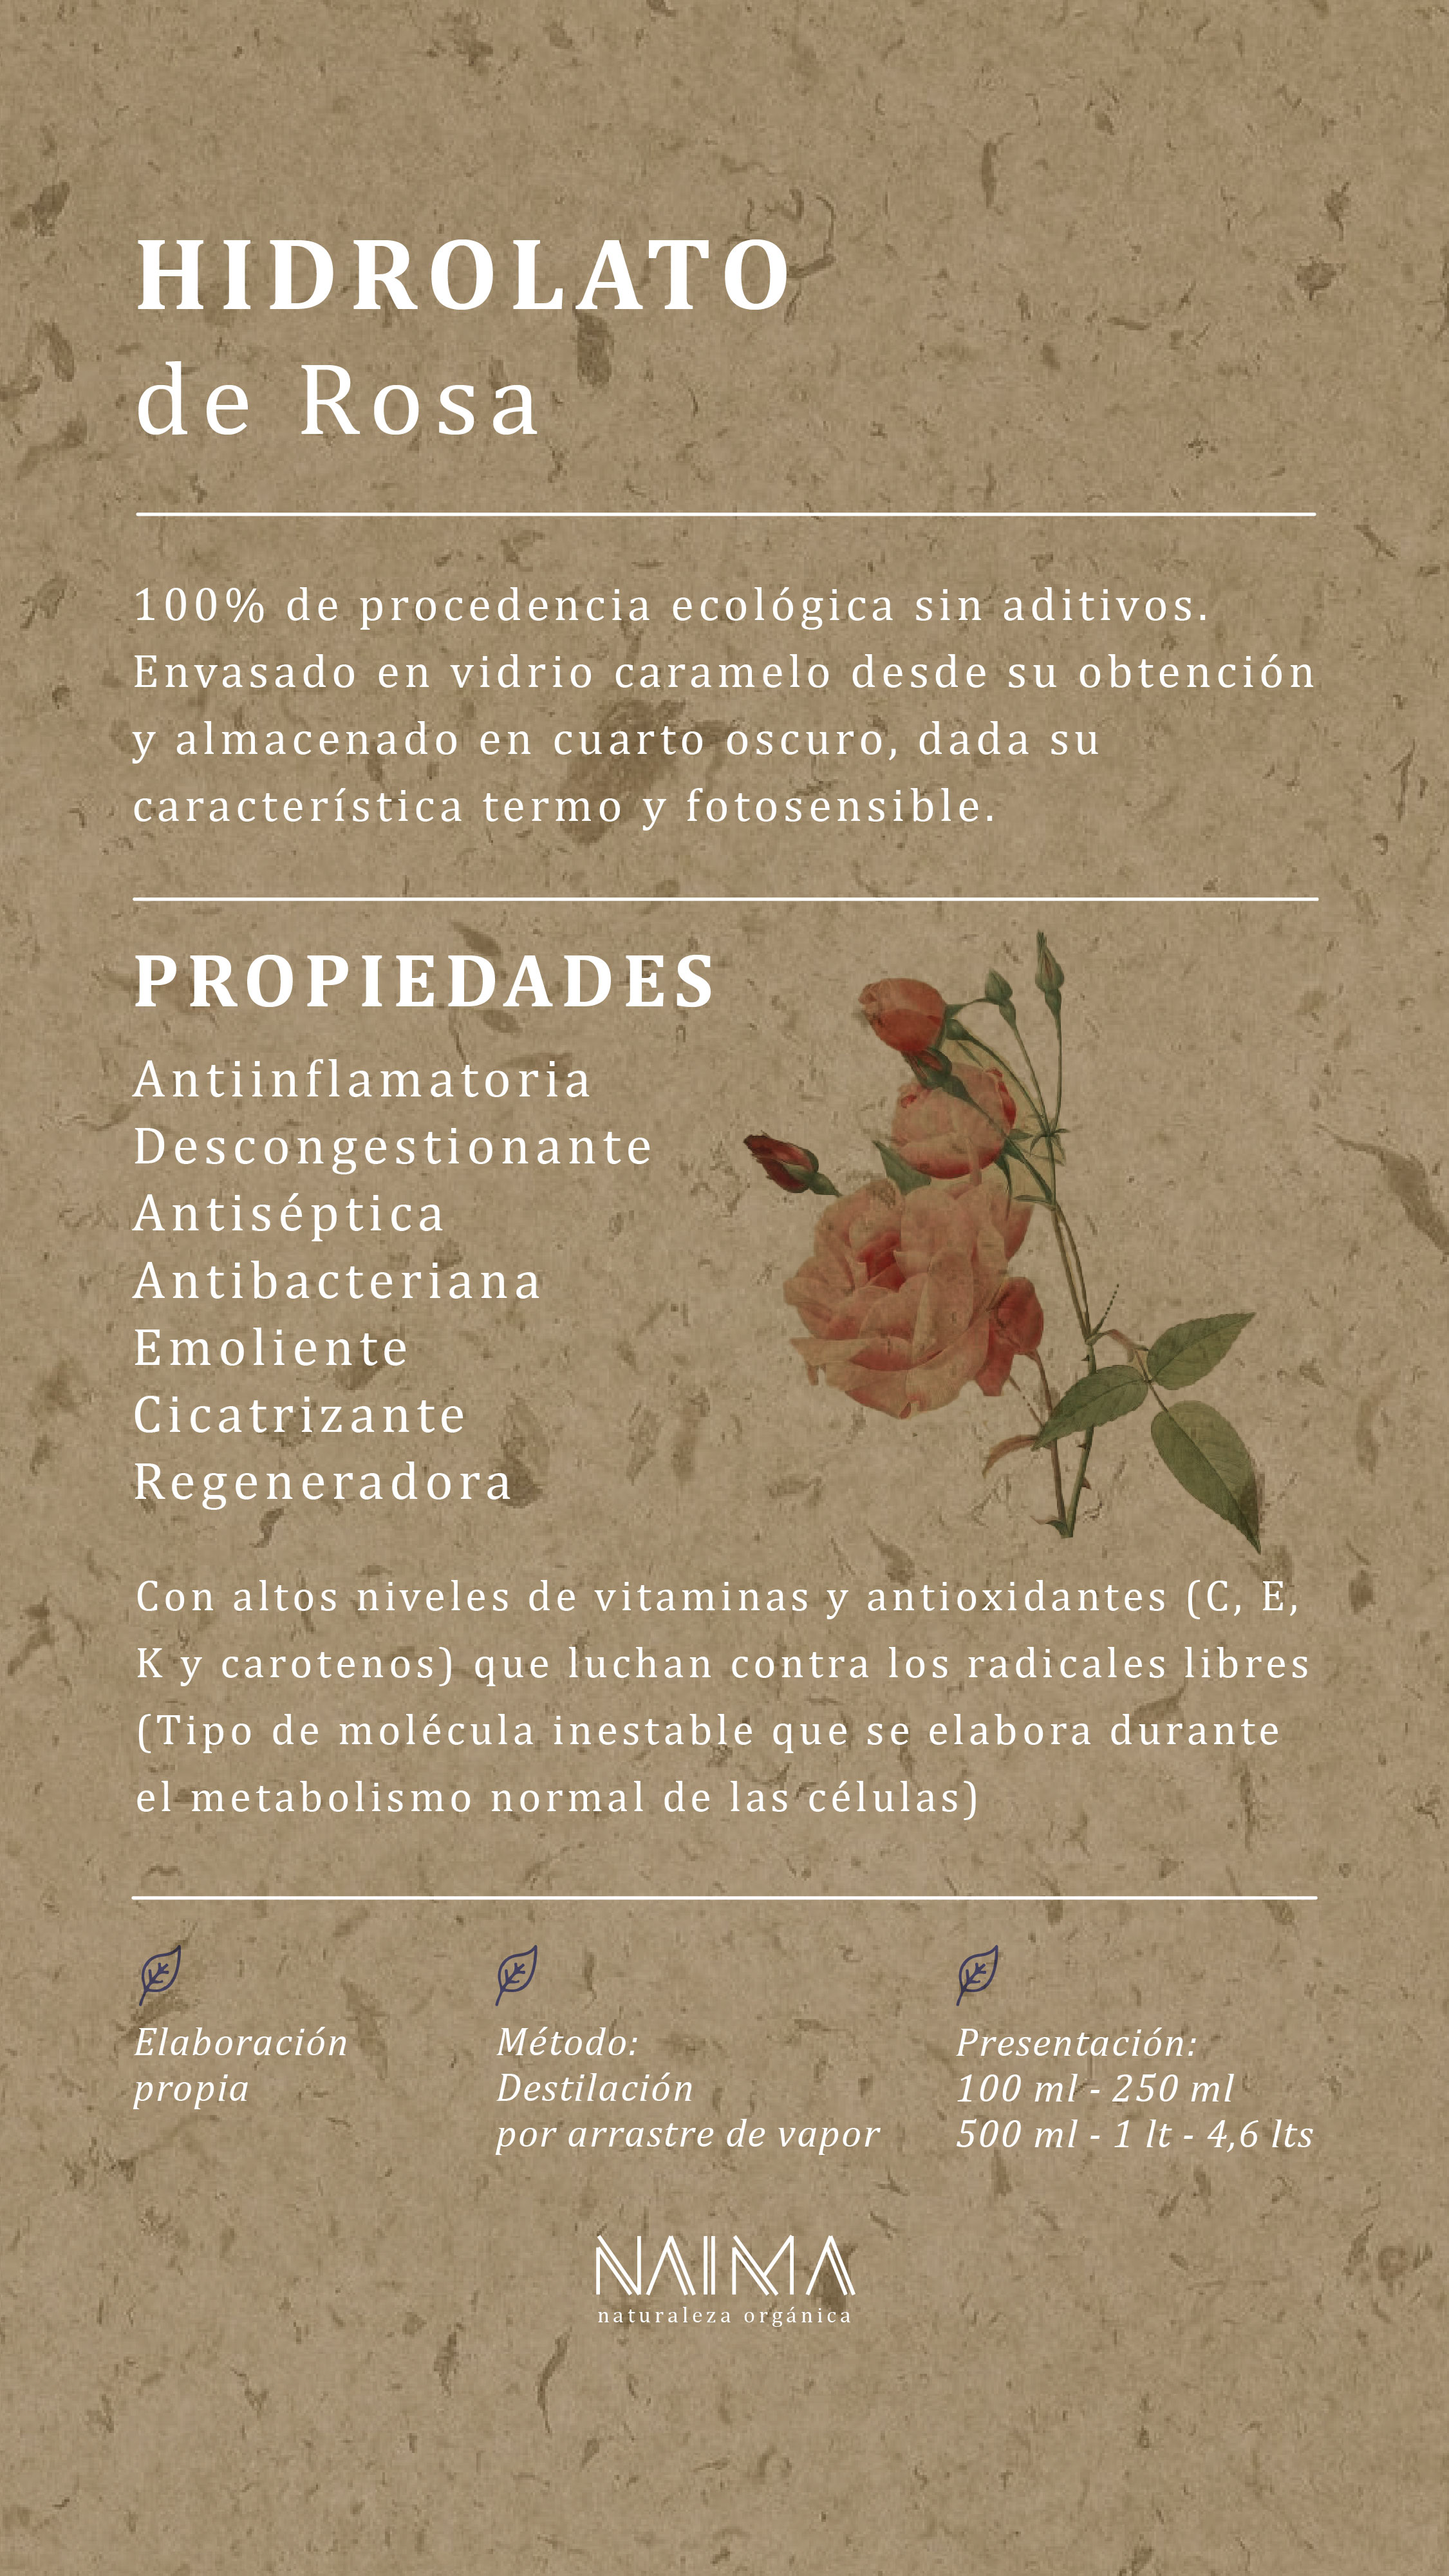 HIDROLATO
de Rosa
100% de procedencia ecológica sin aditivos.
Envasado en vidrio caramelo desde su obtención
y almacenado en cuarto oscuro, dada su
característica termo y fotosensible.
PROPIEDADES
Antiinflamatoria
Descongestionante
Antiséptica
Antibacteriana
Emoliente
Cicatrizante
Regeneradora
Con altos niveles de vitaminas y antioxidantes (C, E,
K y carotenos) que luchan contra los radicales libres
(Tipo de molécula inestable que se elabora durante
el metabolismo normal de las células)
Elaboración
propia
Método:
Destilación
por arrastre de vapor
Presentación:
100 ml - 250 ml
500 ml - 1 lt - 4,6 lts
NAIMA
naturaleza orgánica